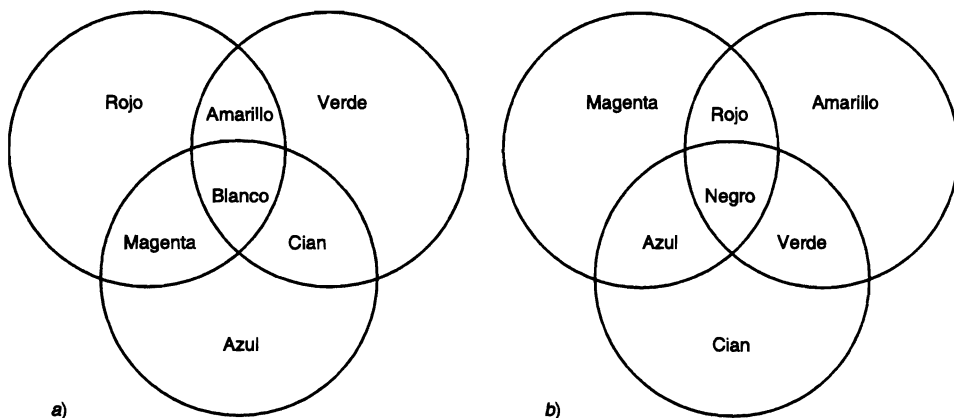 Rojo
Amarillo
Verde
Blanco
Magenta
Cian
Azul
a)
Magenta
Rojo
Amarillo
Negro
Azul
Verde
Cian
b)